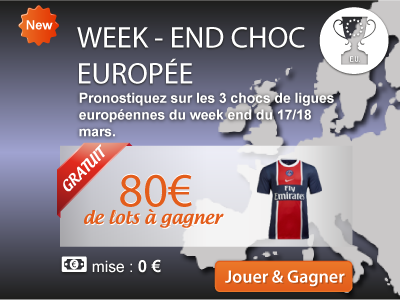 New
WEEK - END CHOC
EUROPÉE
EU
Pronostiquez sur les 3 chocs de ligues
européennes du week end du 17/18
mars.
GRATUIT
80€
de lots à gagner
Fly
Emirates
mise : 0 €
Jouer & Gagner